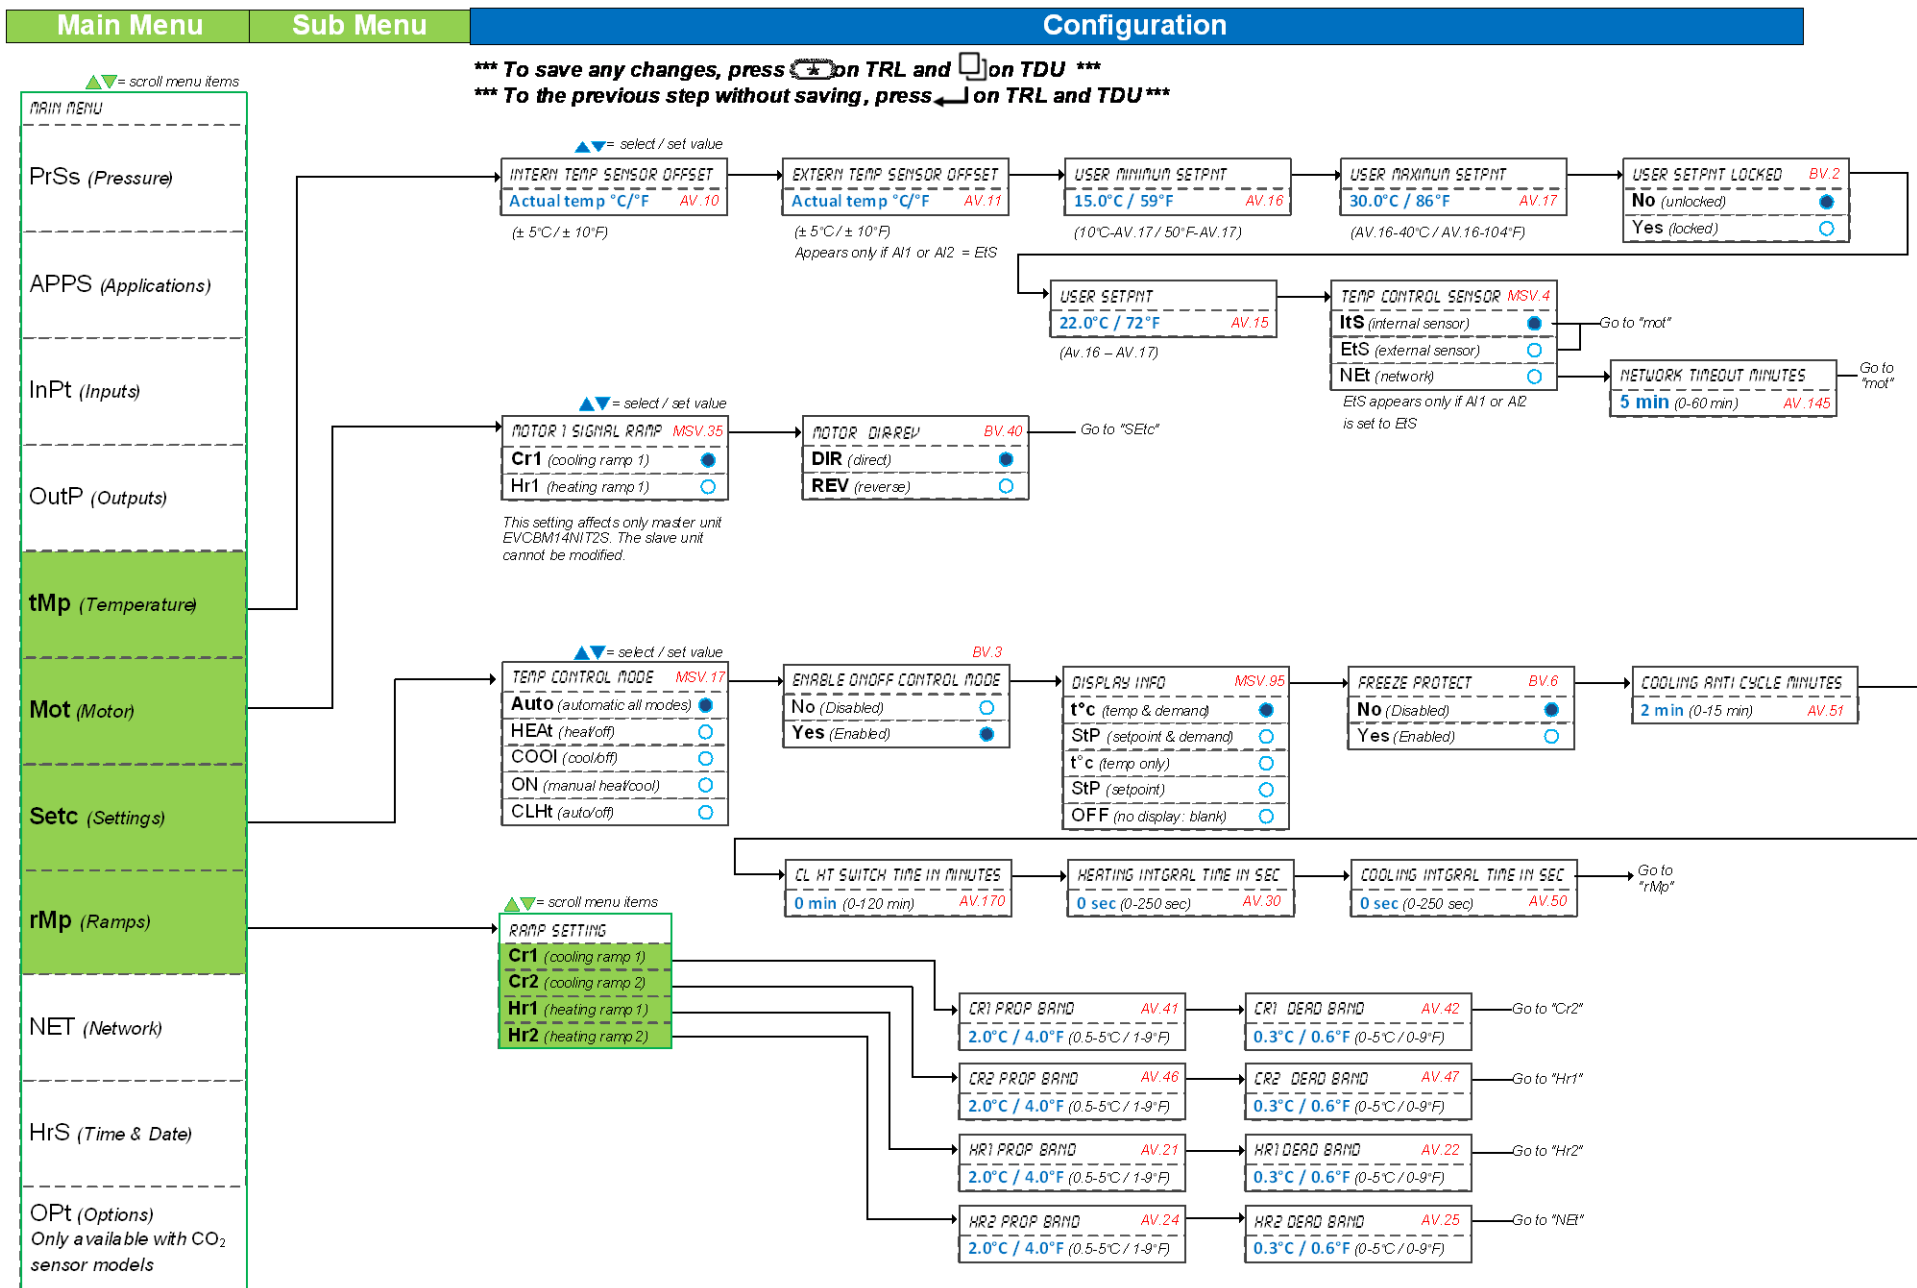 Main Menu
Sub Menu
Configuration
*** To save any changes, press on TRL and on TDU ***
*** To the previous step without saving, press on TRL and TDU ***
= scroll menu items
MAIN MENU
PrSs (Pressure)
APPS (Applications)
InPt (Inputs)
OutP (Outputs)
tMp (Temperature)
Mot (Motor)
Setc (Settings)
rMp (Ramps)
NET (Network)
HrS (Time & Date)
OPt (Options)
Only available with CO2
sensor models
= select / set value
INTERN TEMP SENSOR OFFSET
Actual temp °C/°F AV.10
(± 5°C / ± 10°F)
EXTERN TEMP SENSOR OFFSET
Actual temp °C/°F AV.11
(± 5°C / ± 10°F)
Appears only if AI1 or AI2 = EtS
USER MINIMUM SETPNT
15.0°C / 59°F AV.16
(10°C-AV.17 / 50°F-AV.17)
USER MAXIMUM SETPNT
30.0°C / 86°F AV.17
(AV.16-40°C / AV.16-104°F)
USER SETPNT LOCKED BV.2
No (unlocked)
Yes (locked)
USER SETPNT
22.0°C / 72°F AV.15
(Av.16 – AV.17)
TEMP CONTROL SENSOR MSV.4
ItS (internal sensor)
EtS (external sensor)
NEt (network)
EtS appears only if AI1 or AI2
is set to EtS
Go to "mot"
NETWORK TIMEOUT MINUTES
5 min (0-60 min) AV.145
Go to
"mot"
= select / set value
MOTOR 1 SIGNAL RAMP MSV.35
Cr1 (cooling ramp 1)
Hr1 (heating ramp 1)
This setting affects only master unit
EVCBM14NIT2S. The slave unit
cannot be modified.
MOTOR DIR-REV BV.40
DIR (direct)
REV (reverse)
Go to "SEtc"
= select / set value
TEMP CONTROL MODE MSV.17
Auto (automatic all modes)
HEAt (heat/off)
COOl (cool/off)
ON (manual heat/cool)
CLHt (auto/off)
BV.3
ENABLE ONOFF CONTROL MODE
No (Disabled)
Yes (Enabled)
DISPLAY INFO MSV.95
t°c (temp & demand)
StP (setpoint & demand)
t°c (temp only)
StP (setpoint)
OFF (no display: blank)
FREEZE PROTECT BV.6
No (Disabled)
Yes (Enabled)
COOLING ANTI CYCLE MINUTES
2 min (0-15 min) AV.51
CL HT SWITCH TIME IN MINUTES
0 min (0-120 min) AV.170
HEATING INTGRAL TIME IN SEC
0 sec (0-250 sec) AV.30
COOLING INTGRAL TIME IN SEC
0 sec (0-250 sec) AV.50
Go to
"rMp"
= scroll menu items
RAMP SETTING
Cr1 (cooling ramp 1)
Cr2 (cooling ramp 2)
Hr1 (heating ramp 1)
Hr2 (heating ramp 2)
CR1 PROP BAND AV.41
2.0°C / 4.0°F (0.5-5°C / 1-9°F)
CR1 DEAD BAND AV.42
0.3°C / 0.6°F (0-5°C / 0-9°F)
Go to "Cr2"
CR2 PROP BAND AV.46
2.0°C / 4.0°F (0.5-5°C / 1-9°F)
CR2 DEAD BAND AV.47
0.3°C / 0.6°F (0-5°C / 0-9°F)
Go to "Hr1"
HR1 PROP BAND AV.21
2.0°C / 4.0°F (0.5-5°C / 1-9°F)
HR1 DEAD BAND AV.22
0.3°C / 0.6°F (0-5°C / 0-9°F)
Go to "Hr2"
HR2 PROP BAND AV.24
2.0°C / 4.0°F (0.5-5°C / 1-9°F)
HR2 DEAD BAND AV.25
0.3°C / 0.6°F (0-5°C / 0-9°F)
Go to "NEt"